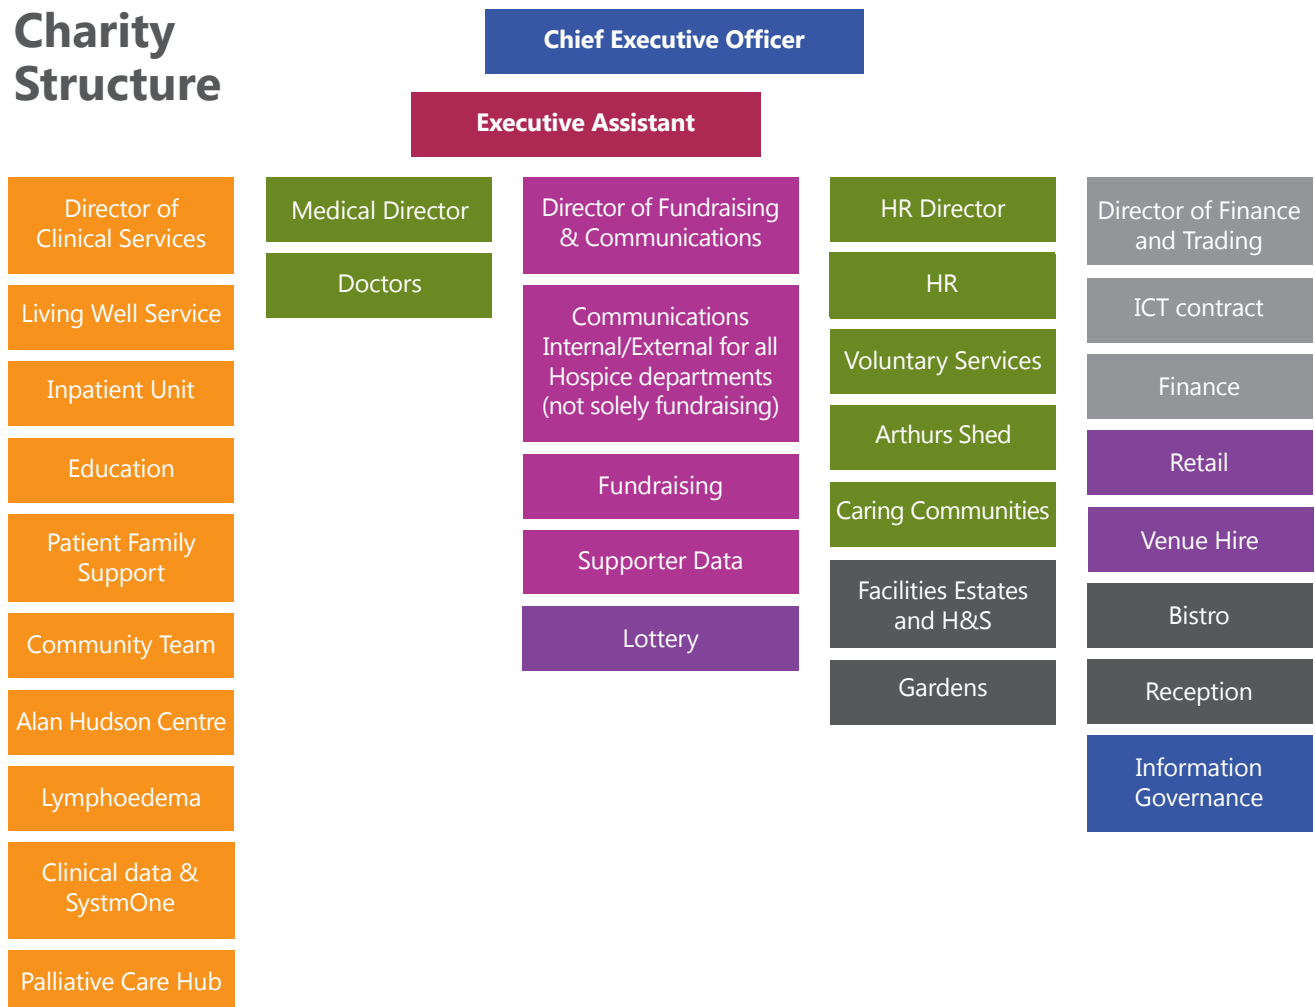 Charity
Structure
Chief Executive Officer
Executive Assistant
Director of
Clinical Services
Living Well Service
Inpatient Unit
Education
Patient Family
Support
Community Team
Alan Hudson Centre
Lymphoedema
Clinical data &
SystmOne
Palliative Care Hub
Medical Director
Doctors
Director of Fundraising
& Communications
Communications
Internal/External for all
Hospice departments
(not solely fundraising)
Fundraising
Supporter Data
Lottery
HR Director
HR
Voluntary Services
Arthurs Shed
Caring Communities
Facilities Estates
and H&S
Gardens
Director of Finance
and Trading
ICT contract
Finance
Retail
Venue Hire
Bistro
Reception
Information
Governance